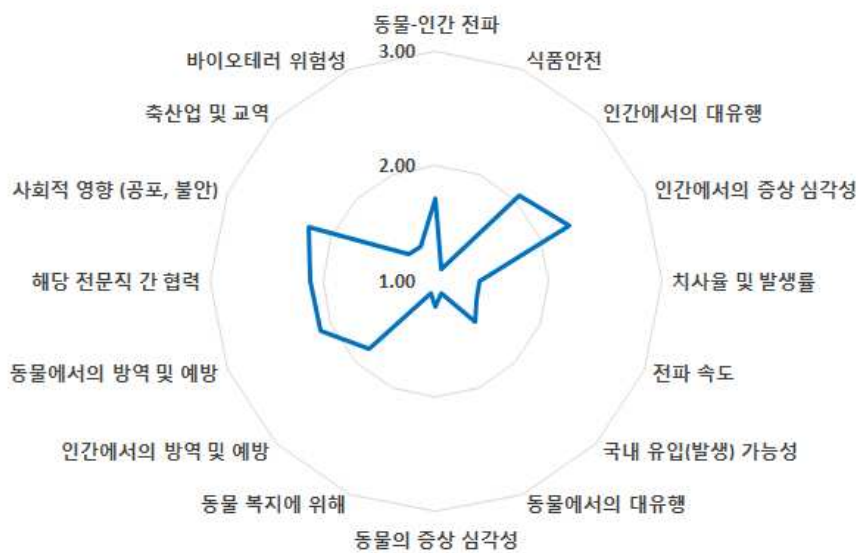 동물-인간 전파
3.00
바이오테러 위험성
식품안전
축산업 및 교역
인간에서의 대유행
2.00
사회적 영향 (공포, 불안)
인간에서의 증상 심각성
해당 전문직 간 협력
1.00
치사율 및 발생률
동물에서의 방역 및 예방
전파 속도
인간에서의 방역 및 예방
국내 유입(발생) 가능성
동물 복지에 위해
동물에서의 대유행
동물의 증상 심각성